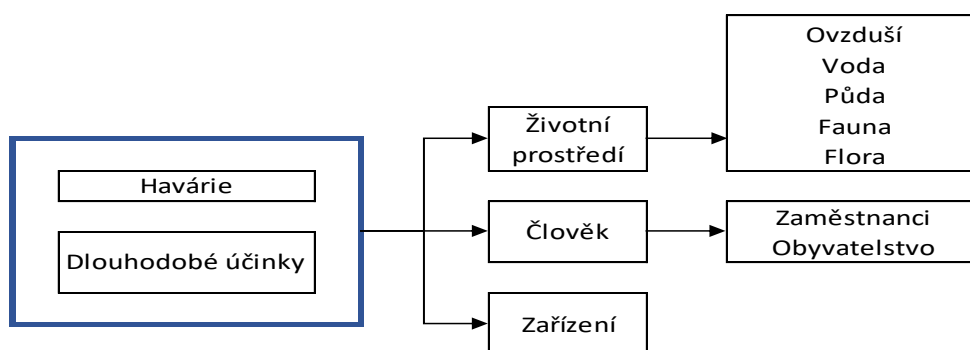 Havárie
Dlouhodobé účinky
Životní
prostředí
Člověk
Zařízení
Ovzduší
Voda
Půda
Fauna
Flora
Zaměstnanci
Obyvatelstvo